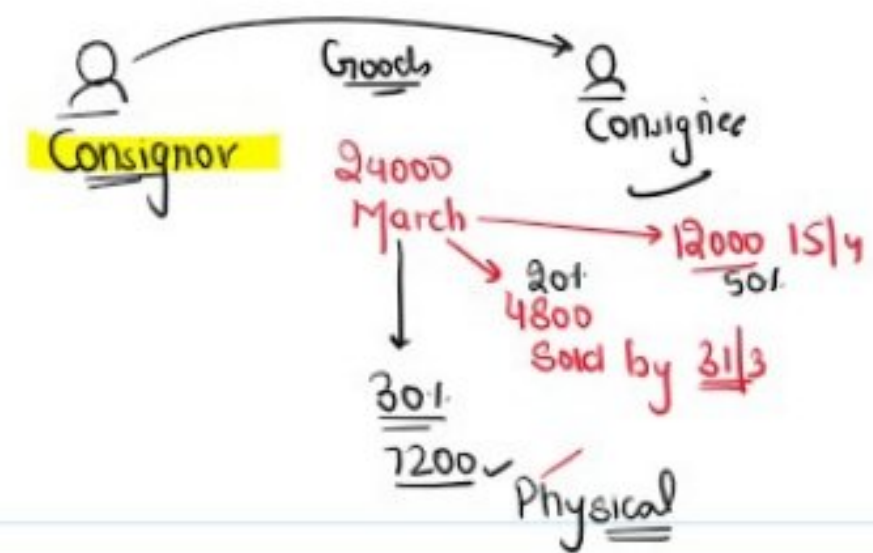 Goods
Consignor
Consignee
24000
March
12000 15/4
20%
50%
4800
Sold by 31/3
30%
7200
Physical